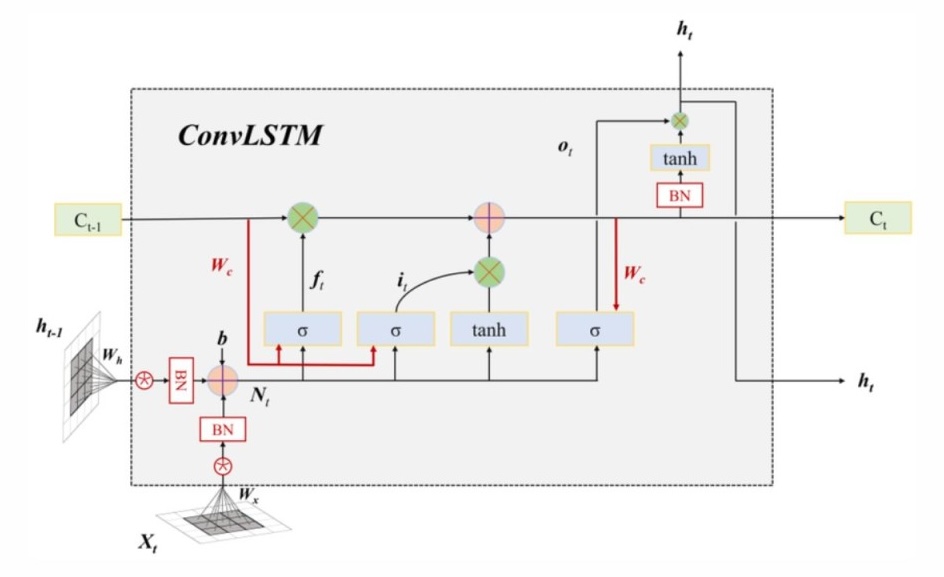 h_t
ConvLSTM
o_t
tanh
BN
C_{t-1}
C_t
W_c
f_t
i_t
W_c
h_{t-1}
σ
σ
tanh
σ
W_h
b
BN
N_t
h_t
BN
W_x
X_t